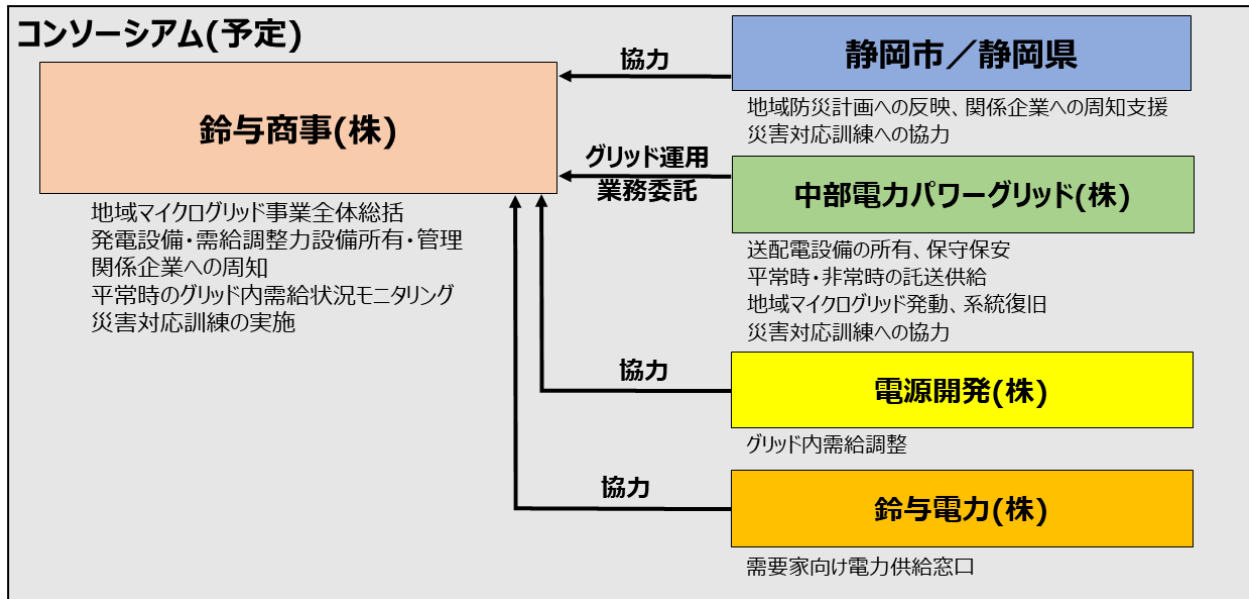 コンソーシアム(予定)
鈴与商事(株)
地域マイクログリッド事業全体総括
発電設備・需給調整力設備所有・管理
関係企業への周知
平常時のグリッド内需給状況モニタリング
災害対応訓練の実施
協力
静岡市／静岡県
地域防災計画への反映、関係企業への周知支援
災害対応訓練への協力
グリッド運用
業務委託
中部電力パワーグリッド(株)
送配電設備の所有、保守保安
平常時・非常時の託送供給
地域マイクログリッド発動、系統復旧
災害対応訓練への協力
協力
電源開発(株)
グリッド内需給調整
協力
鈴与電力(株)
需要家向け電力供給窓口